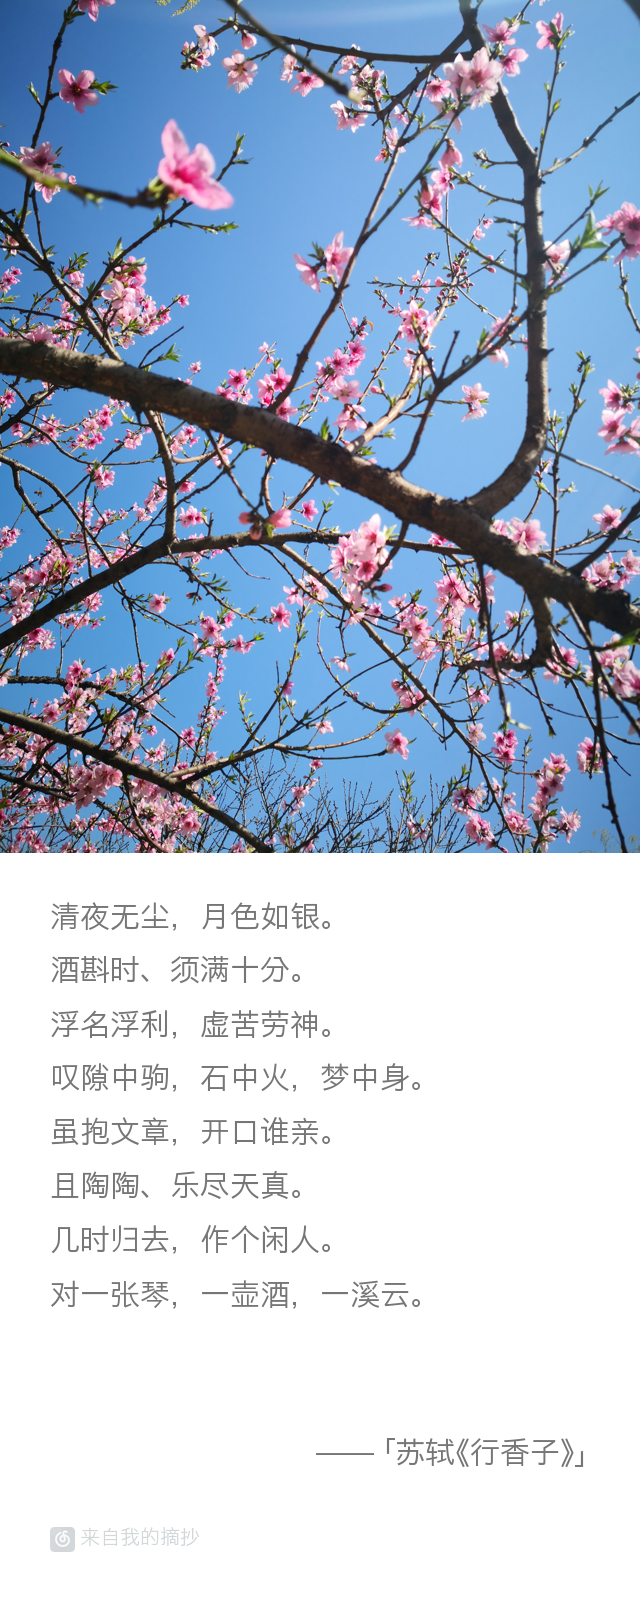 清夜无尘，月色如银。
酒斟时、须满十分。
浮名浮利，虚苦劳神。
叹隙中驹，石中火，梦中身。
虽抱文章，开口谁亲。
且陶陶、乐尽天真。
几时归去，作个闲人。
对一张琴，一壶酒，一溪云。
——「苏轼《行香子》」
来自我的摘抄